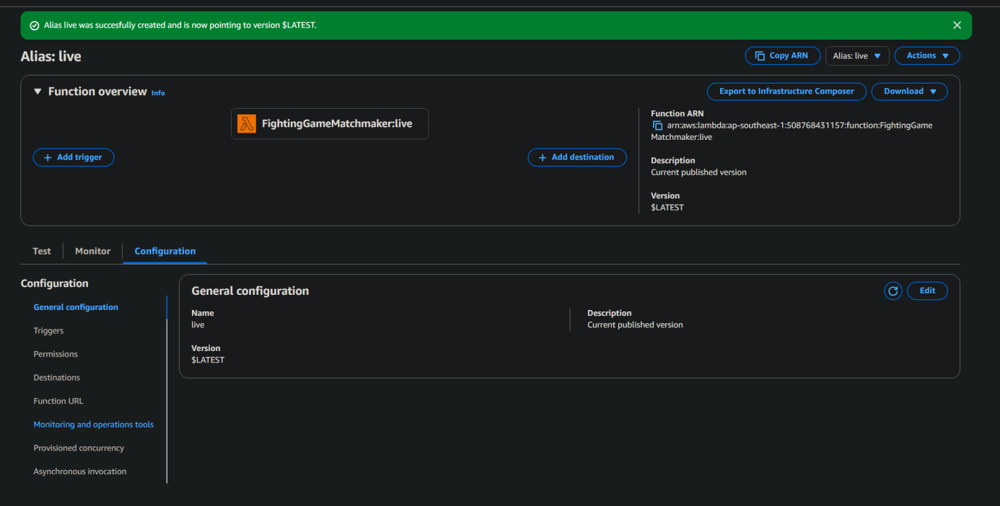 Alias live was succesfully created and is now pointing to version $LATEST.
Alias: live
Copy ARN
Alias: live
Actions
Function overview Info
Export to Infrastructure Composer
Download
FightingGameMatchmaker:live
Add trigger
Add destination
Function ARN
arn:aws:lambda:ap-southeast-1:508768431157:function:FightingGame
Matchmaker:live
Description
Current published version
Version
$LATEST
Test
Monitor
Configuration
Configuration
General configuration
Triggers
Permissions
Destinations
Function URL
Monitoring and operations tools
Provisioned concurrency
Asynchronous invocation
General configuration
Edit
Name
live
Description
Current published version
Version
$LATEST